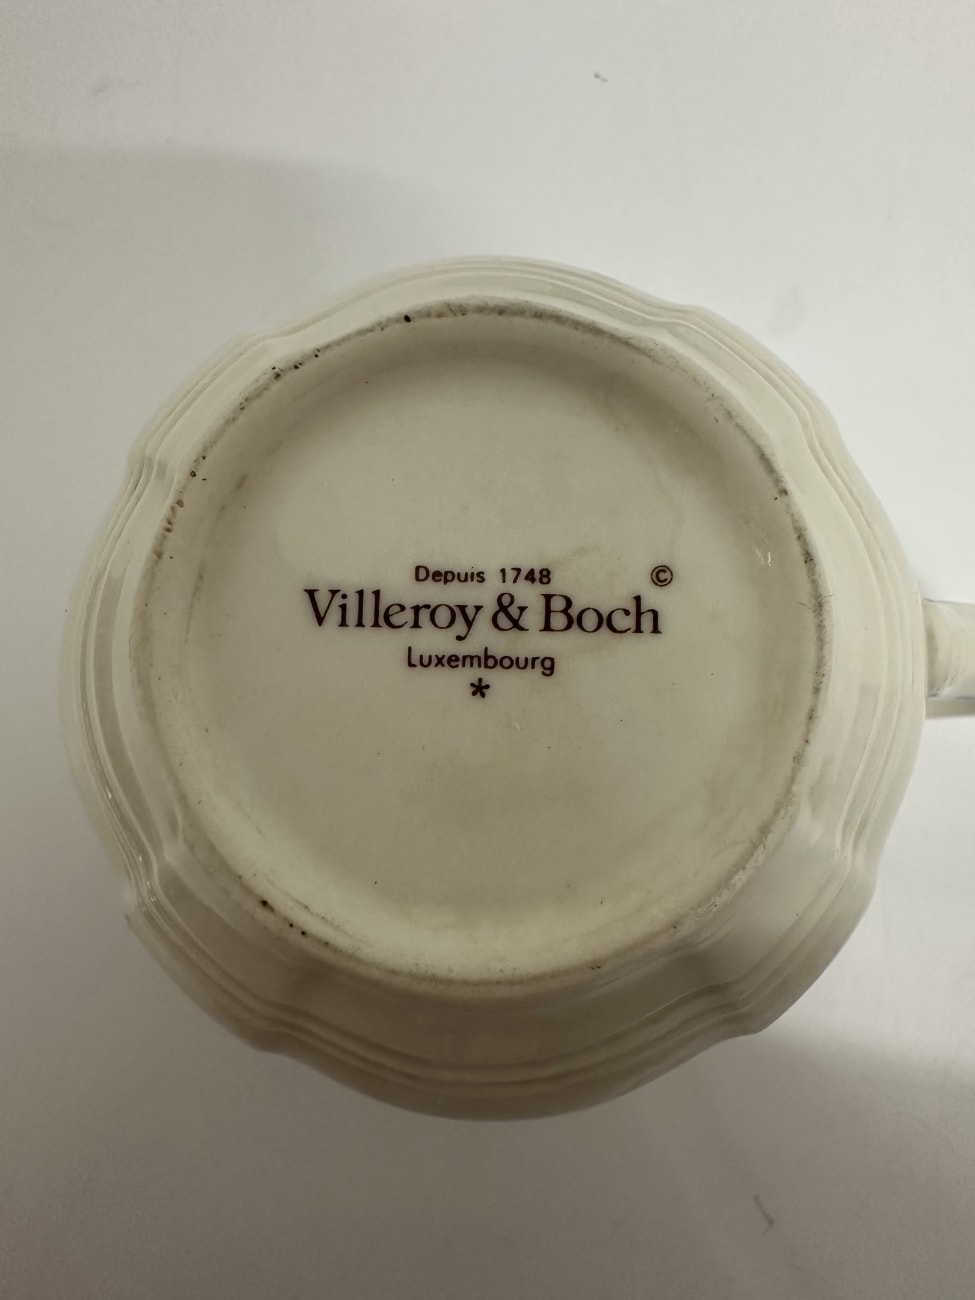 Depuis 1748
©
Villeroy & Boch
Luxembourg
*